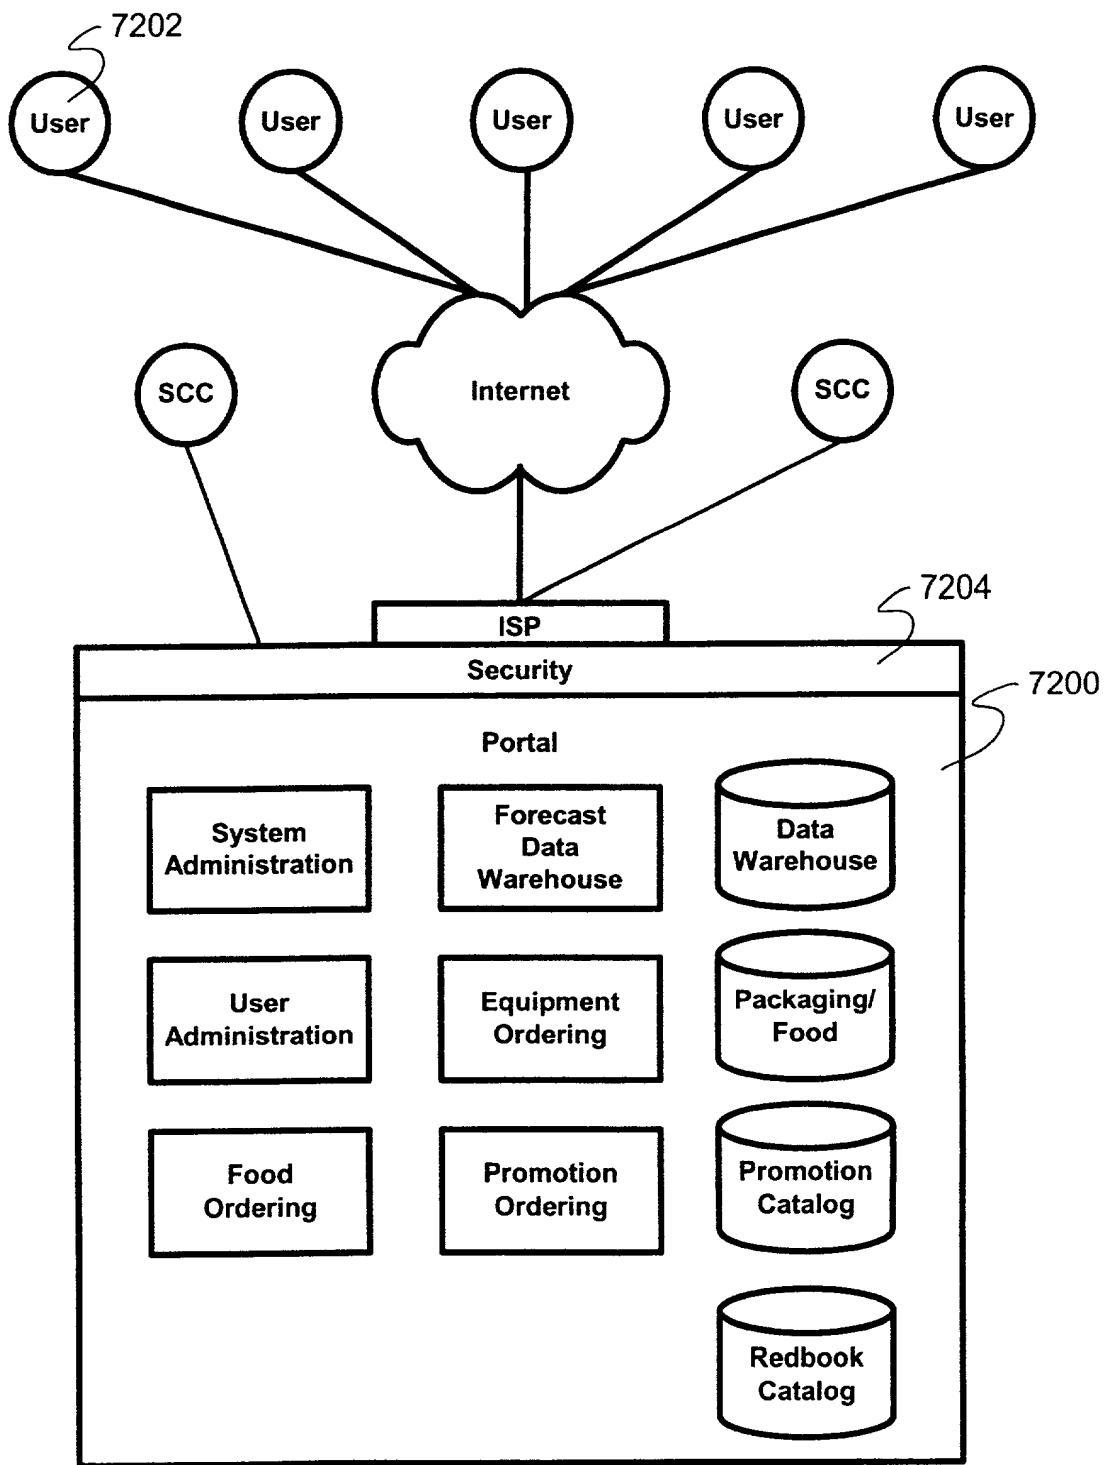 7202
User
User
User
User
User
SCC
Internet
SCC
ISP
7204
Security
7200
Portal
System
Administration
Forecast
Data
Warehouse
Data
Warehouse
User
Administration
Equipment
Ordering
Packaging/
Food
Food
Ordering
Promotion
Ordering
Promotion
Catalog
Redbook
Catalog